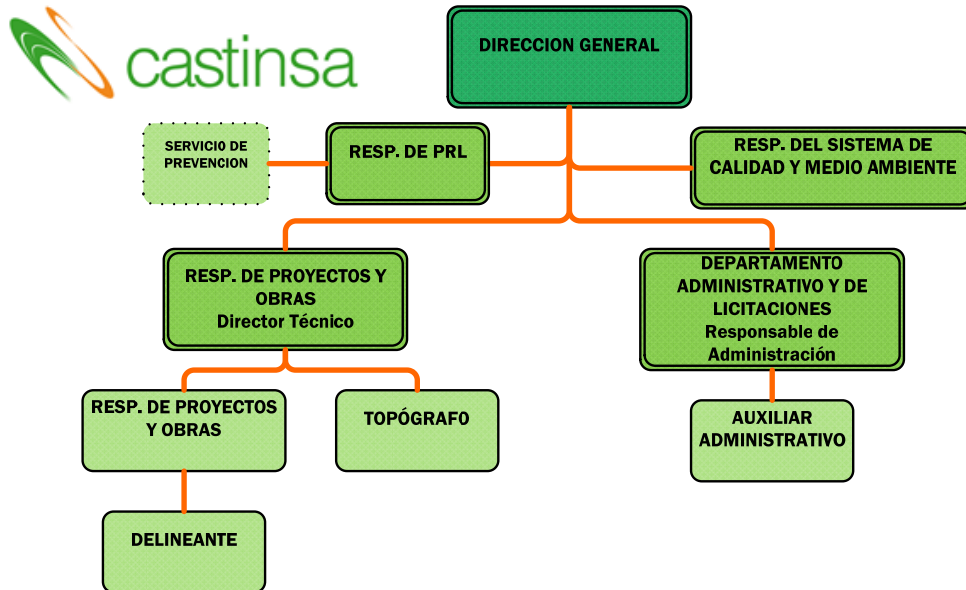 castinsa
DIRECCION GENERAL
SERVICIO DE
PREVENCION
RESP. DE PRL
RESP. DEL SISTEMA DE
CALIDAD Y MEDIO AMBIENTE
RESP. DE PROYECTOS Y
OBRAS
Director Técnico
DEPARTAMENTO
ADMINISTRATIVO Y DE
LICITACIONES
Responsable de
Administración
RESP. DE PROYECTOS
Y OBRAS
TOPÓGRAFO
AUXILIAR
ADMINISTRATIVO
DELINEANTE